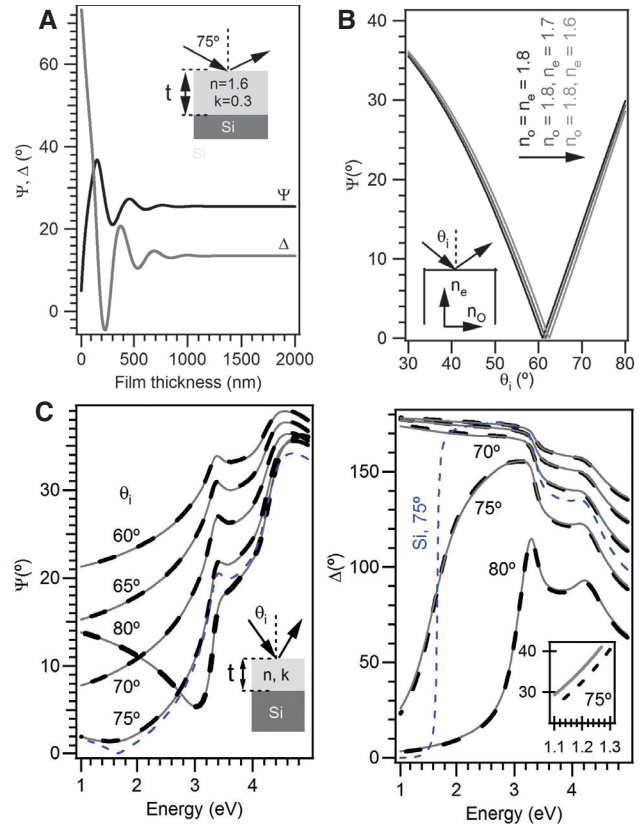 A
Ψ, Δ (º)
60
40
20
0
75º
t
n=1.6
k=0.3
Si
Si
Ψ
Δ
0
500
1000
1500
2000
Film thickness (nm)
B
Ψ(º)
40
30
20
10
0
n₀ = nₑ = 1.8
n₀ = 1.8, nₑ = 1.7
n₀ = 1.8, nₑ = 1.6
θᵢ
nₑ
n_O
30
40
50
60
70
80
θᵢ (º)
C
Ψ(º)
30
20
10
0
θᵢ
60º
65º
80º
70º
75º
θᵢ
t
n, k
Si
1
2
3
4
Energy (eV)
Δ(º)
150
100
50
0
Si, 75º
70º
75º
80º
40
30
75º
1.1
1.2
1.3
1
2
3
4
Energy (eV)